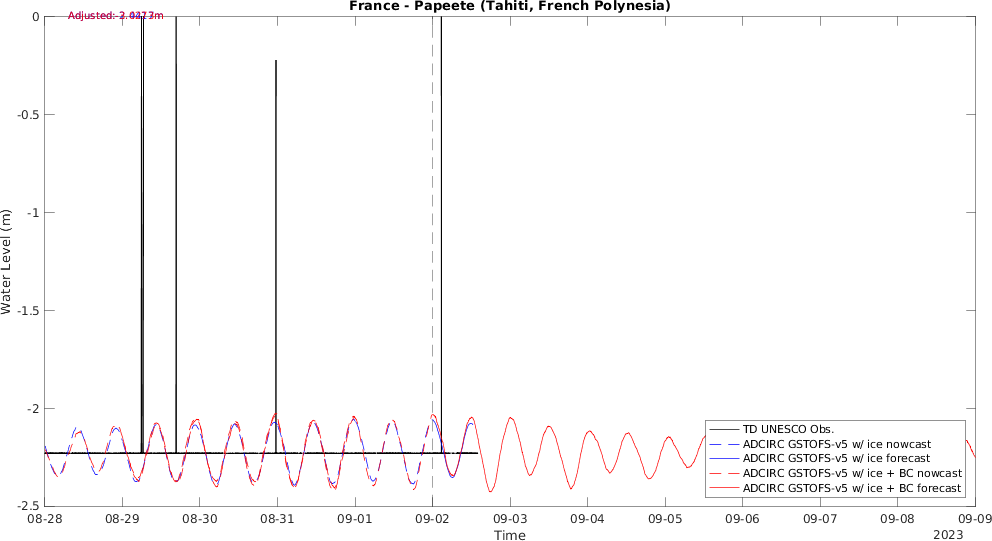 France - Papeete (Tahiti, French Polynesia)
Adjusted:
0
-0.5
-1
-1.5
-2
-2.5
Water Level (m)
TD UNESCO Obs.
ADCIRC GSTOFS-v5 w/ ice nowcast
ADCIRC GSTOFS-v5 w/ ice forecast
ADCIRC GSTOFS-v5 w/ ice + BC nowcast
ADCIRC GSTOFS-v5 w/ ice + BC forecast
08-28 08-29 08-30 08-31 09-01 09-02 09-03 09-04 09-05 09-06 09-07 09-08 09-09
Time
2023